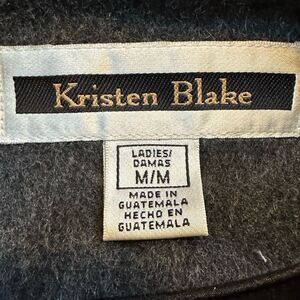 Kristen Blake
LADIES/
DAMAS
M/M
MADE IN
GUATEMALA
HECHO EN
GUATEMALA